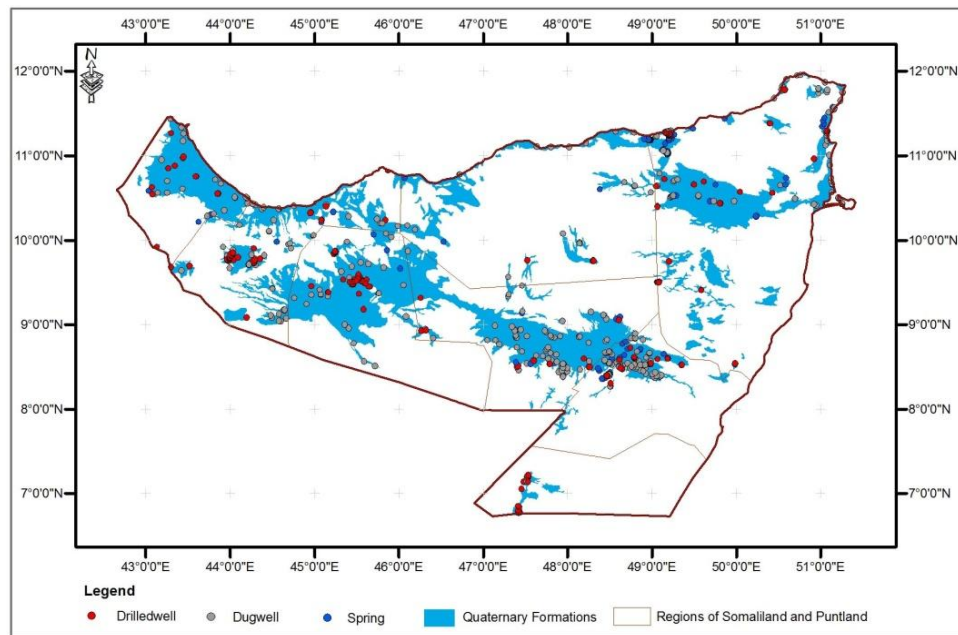 43°0'0"E 44°0'0"E 45°0'0"E 46°0'0"E 47°0'0"E 48°0'0"E 49°0'0"E 50°0'0"E 51°0'0"E
N
12°0'0"N 12°0'0"N
11°0'0"N 11°0'0"N
10°0'0"N 10°0'0"N
9°0'0"N 9°0'0"N
8°0'0"N 8°0'0"N
7°0'0"N 7°0'0"N
43°0'0"E 44°0'0"E 45°0'0"E 46°0'0"E 47°0'0"E 48°0'0"E 49°0'0"E 50°0'0"E 51°0'0"E
Legend
Drilledwell Dugwell Spring Quaternary Formations Regions of Somaliland and Puntland